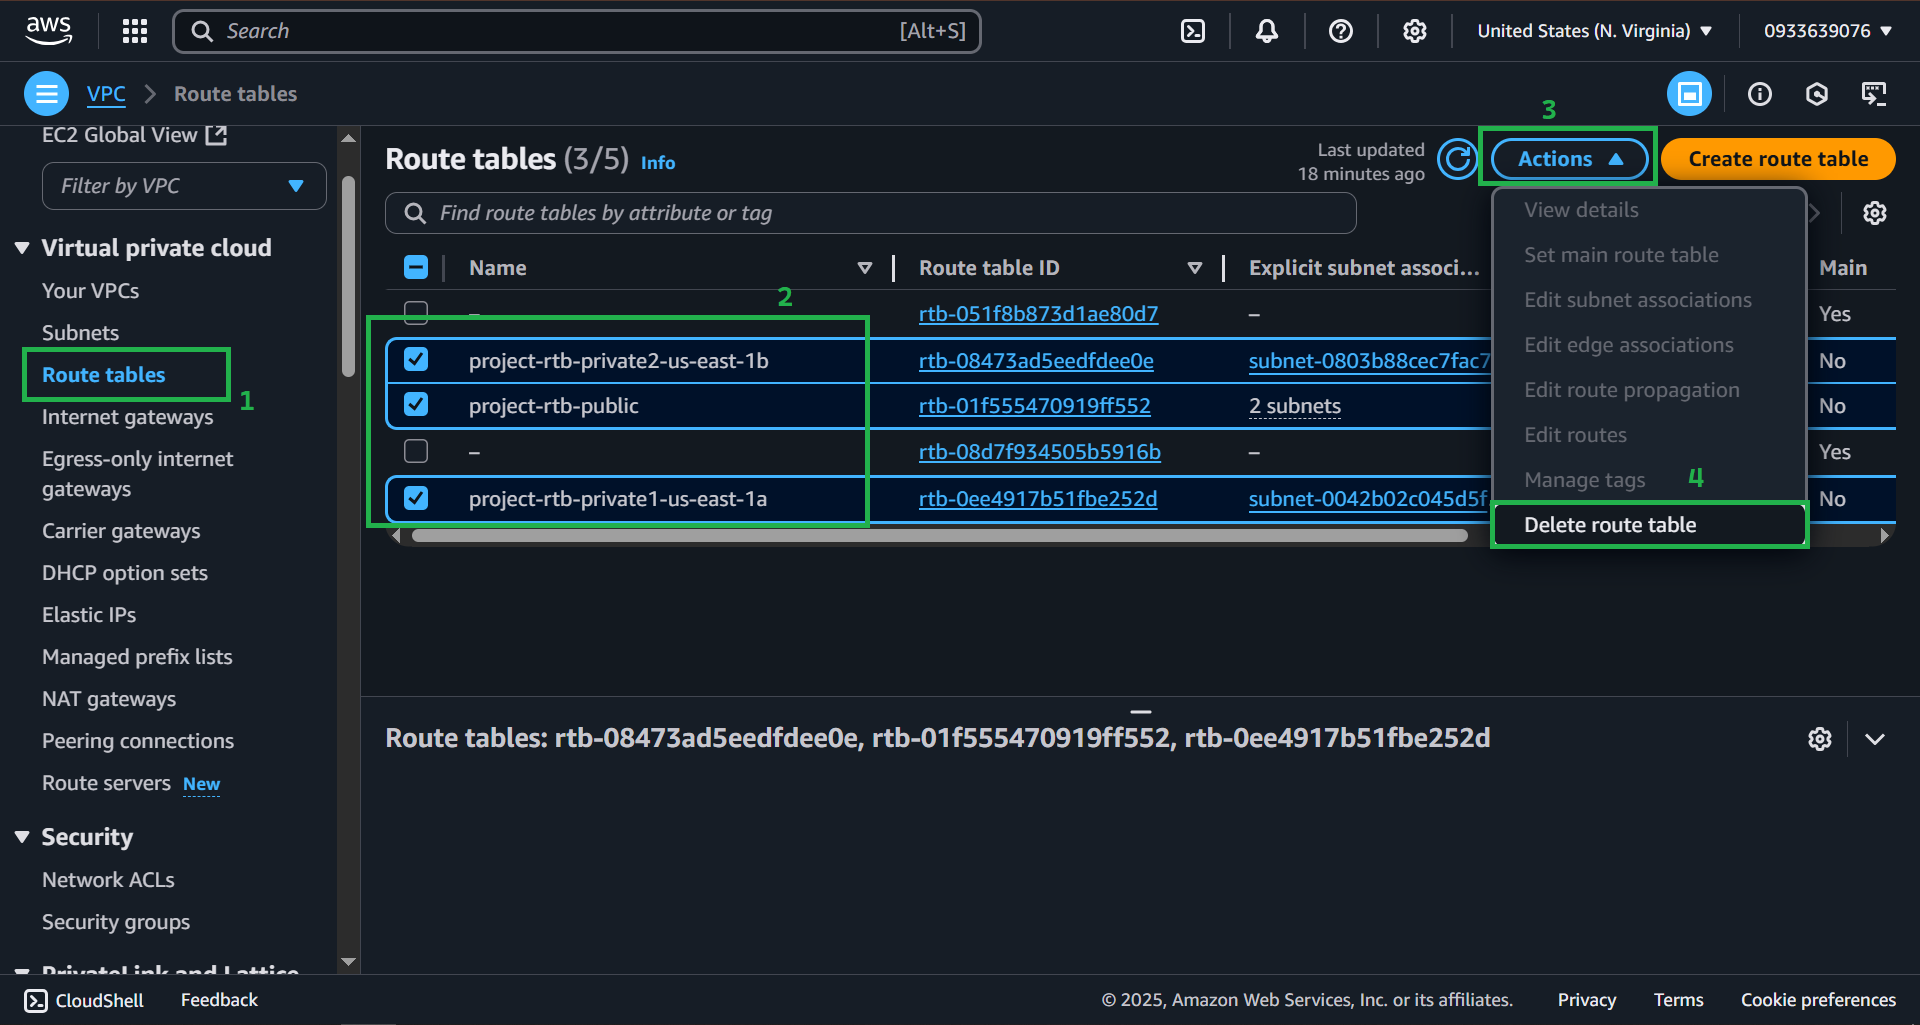 aws
Search [Alt+S]
United States (N. Virginia)
0933639076
VPC
Route tables
EC2 Global View
Filter by VPC
Virtual private cloud
Your VPCs
Subnets
Route tables
1
Internet gateways
Egress-only internet
gateways
Carrier gateways
DHCP option sets
Elastic IPs
Managed prefix lists
NAT gateways
Peering connections
Route servers New
Security
Network ACLs
Security groups
PrivateLink and Lattice
Route tables (3/5) Info
Last updated
18 minutes ago
3
Actions
Create route table
Find route tables by attribute or tag
Name Route table ID Explicit subnet associ... Main
2
– rtb-051f8b873d1ae80d7 – Yes
project-rtb-private2-us-east-1b rtb-08473ad5eedfdee0e subnet-0803b88cec7fac7 No
project-rtb-public rtb-01f555470919ff552 2 subnets No
– rtb-08d7f934505b5916b – Yes
project-rtb-private1-us-east-1a rtb-0ee4917b51fbe252d subnet-0042b02c045d5f No
View details
Set main route table
Edit subnet associations
Edit edge associations
Edit route propagation
Edit routes
Manage tags
4
Delete route table
Route tables: rtb-08473ad5eedfdee0e, rtb-01f555470919ff552, rtb-0ee4917b51fbe252d
CloudShell
Feedback
© 2025, Amazon Web Services, Inc. or its affiliates.
Privacy
Terms
Cookie preferences